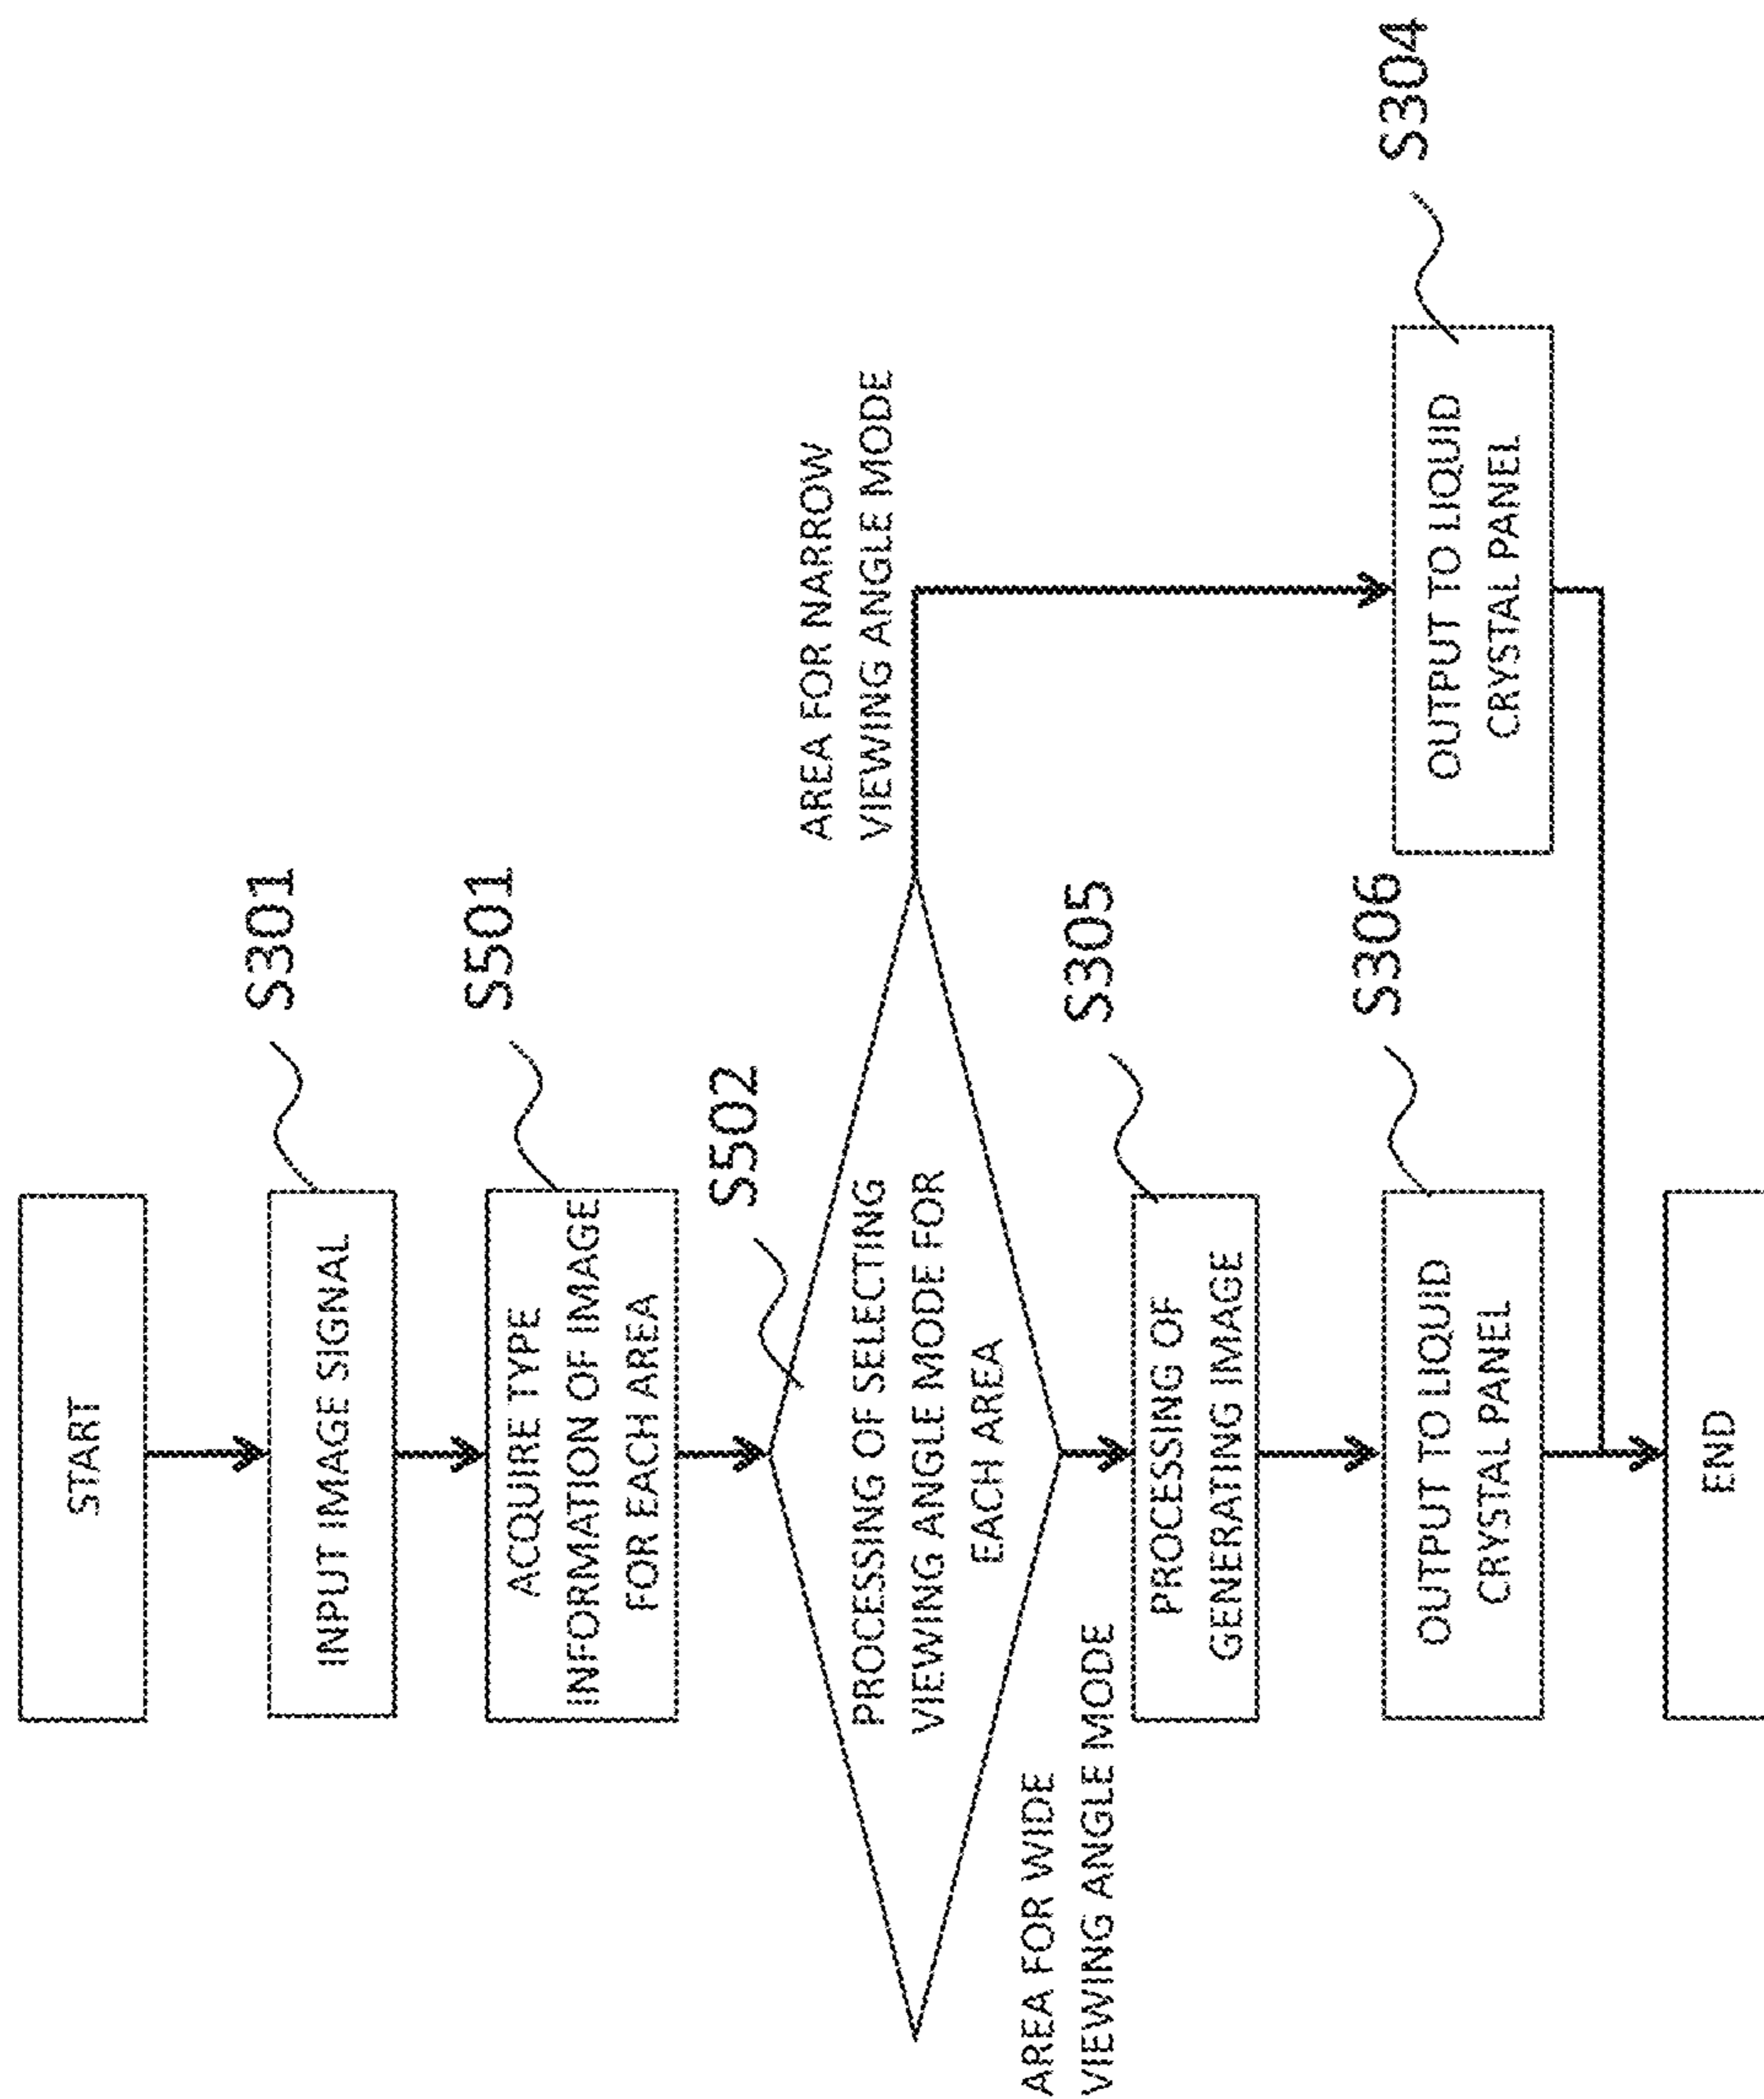 START
S301
INPUT IMAGE SIGNAL
S501
ACQUIRE TYPE
INFORMATION OF IMAGE
FOR EACH AREA
S502
PROCESSING OF SELECTING
VIEWING ANGLE MODE FOR
EACH AREA
AREA FOR NARROW
VIEWING ANGLE MODE
AREA FOR WIDE
VIEWING ANGLE MODE
S305
PROCESSING OF
GENERATING IMAGE
S306
OUTPUT TO LIQUID
CRYSTAL PANEL
S304
OUTPUT TO LIQUID
CRYSTAL PANEL
END